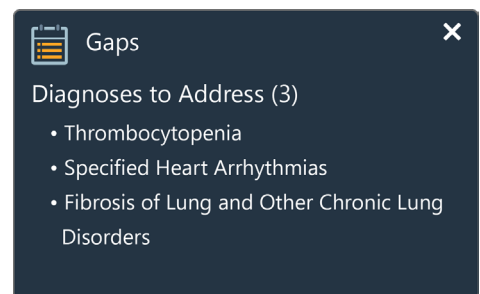 Gaps
Diagnoses to Address (3)
• Thrombocytopenia
• Specified Heart Arrhythmias
• Fibrosis of Lung and Other Chronic Lung
Disorders